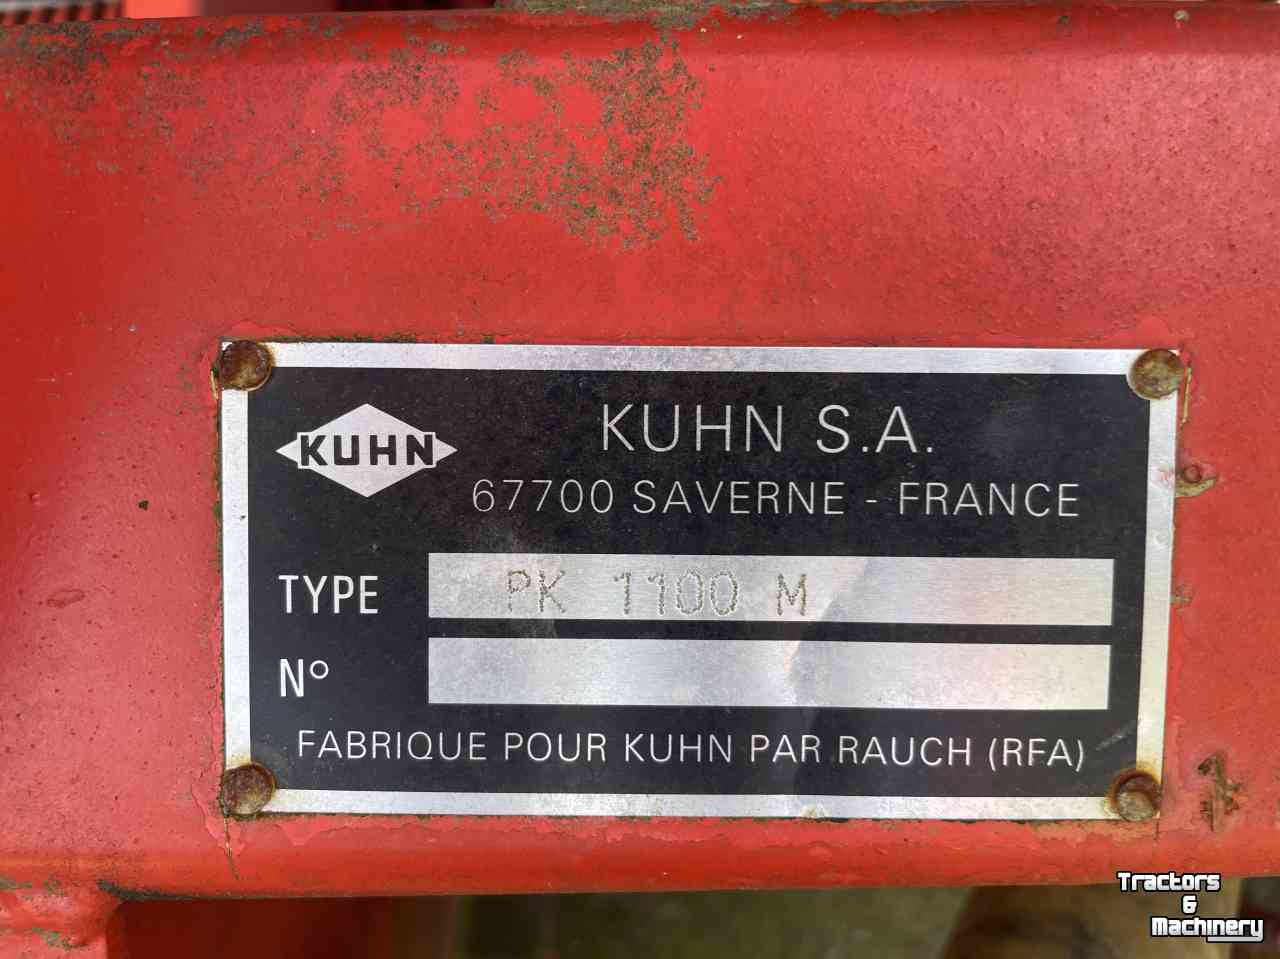 KUHN
KUHN S.A.
67700 SAVERNE - FRANCE
TYPE PK 1100 M
N°
FABRIQUE POUR KUHN PAR RAUCH (RFA)
Tractors
&
Machinery